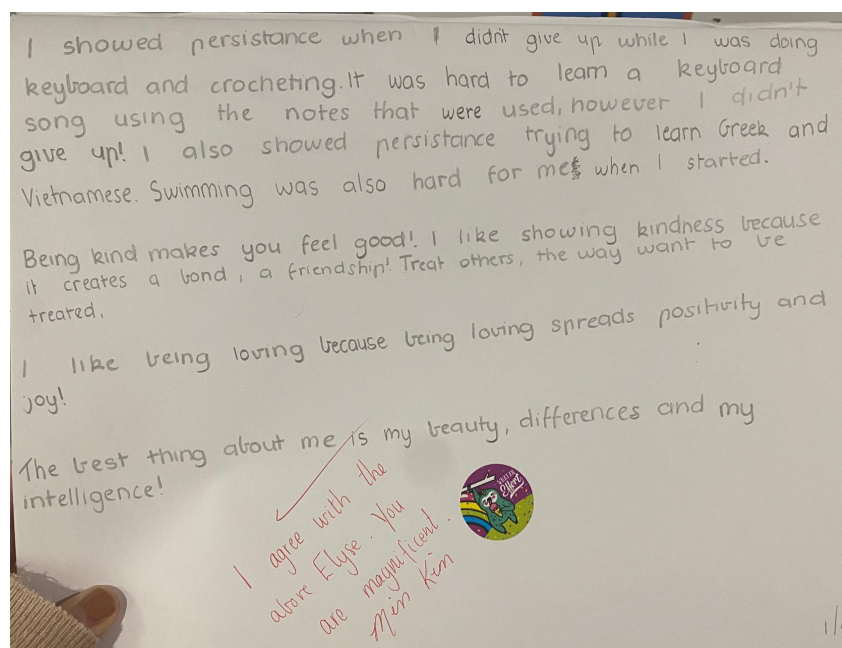 I showed persistance when I didn't give up while I was doing
keyboard and crocheting. It was hard to learn a keyboard
song using the notes that were used, however I didn't
give up! I also showed persistance trying to learn Greek and
Vietnamese. Swimming was also hard for me when I started.
Being kind makes you feel good! I like showing kindness because
it creates a bond, a friendship! Treat others, the way want to be
treated.
I like being loving because being loving spreads positivity and
joy!
The best thing about me is my beauty, differences and my
intelligence!
I agree with the
above Elyse. You
are magnificent.
Miss Kim
Effort